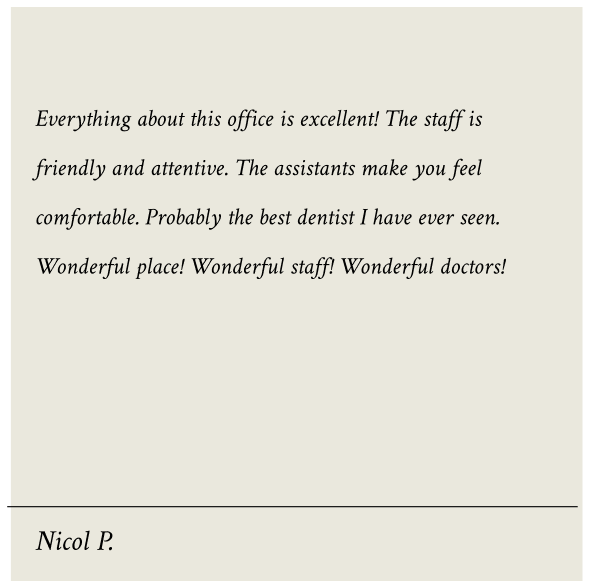 Everything about this office is excellent! The staff is
friendly and attentive. The assistants make you feel
comfortable. Probably the best dentist I have ever seen.
Wonderful place! Wonderful staff! Wonderful doctors!
Nicol P.